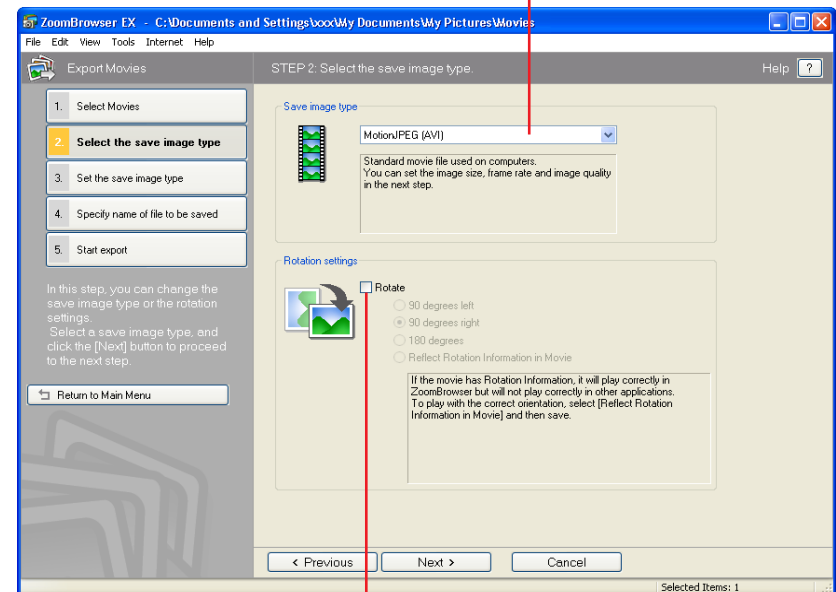 ZoomBrowser EX - C:\Documents and Settings\xxx\My Documents\My Pictures\Movies
File Edit View Tools Internet Help
Export Movies
STEP 2: Select the save image type.
Help ?
1. Select Movies
2. Select the save image type
3. Set the save image type
4. Specify name of file to be saved
5. Start export
In this step, you can change the
save image type or the rotation
settings.
Select a save image type, and
click the [Next] button to proceed
to the next step.
Return to Main Menu
Save image type
MotionJPEG (AVI)
Standard movie file used on computers.
You can set the image size, frame rate and image quality
in the next step.
Rotation settings
Rotate
90 degrees left
90 degrees right
180 degrees
Reflect Rotation Information in Movie
If the movie has Rotation Information, it will play correctly in
ZoomBrowser but will not play correctly in other applications.
To play with the correct orientation, select [Reflect Rotation
Information in Movie] and then save.
< Previous
Next >
Cancel
Selected Items: 1